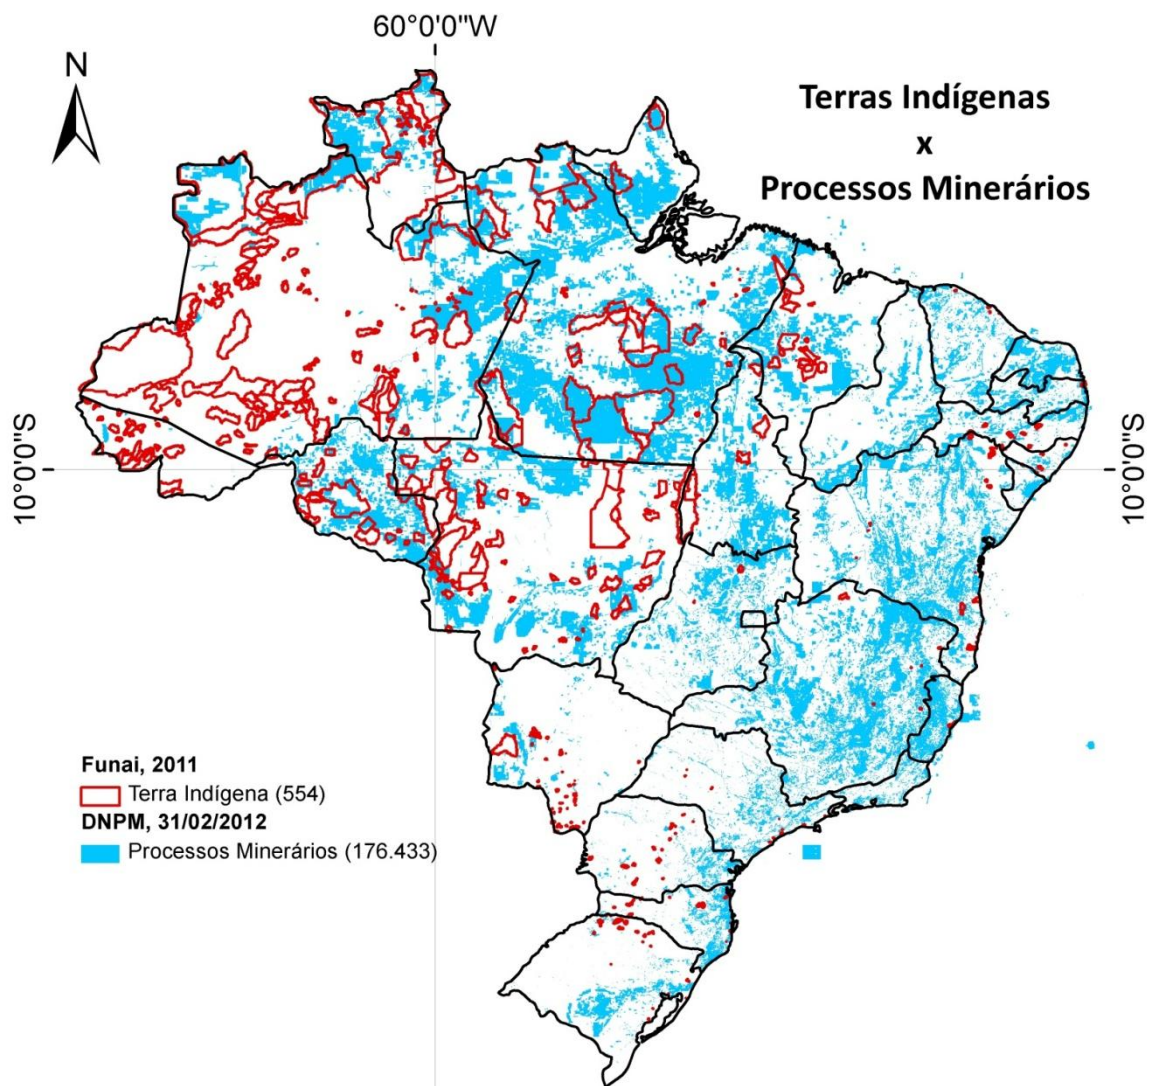 60°0'0"W
N
Terras Indígenas
x
Processos Minerários
10°0'0"S
10°0'0"S
Funai, 2011
Terra Indígena (554)
DNPM, 31/02/2012
Processos Minerários (176.433)